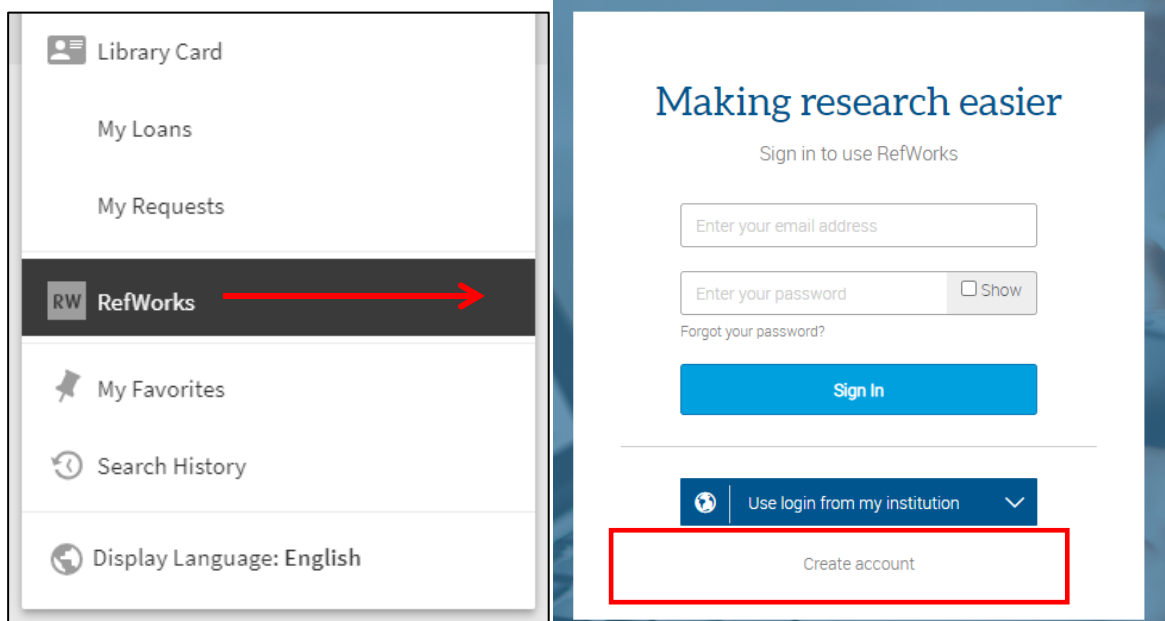 Library Card
My Loans
My Requests
RW RefWorks
My Favorites
Search History
Display Language: English
Making research easier
Sign in to use RefWorks
Enter your email address
Enter your password Show
Forgot your password?
Sign In
Use login from my institution
Create account